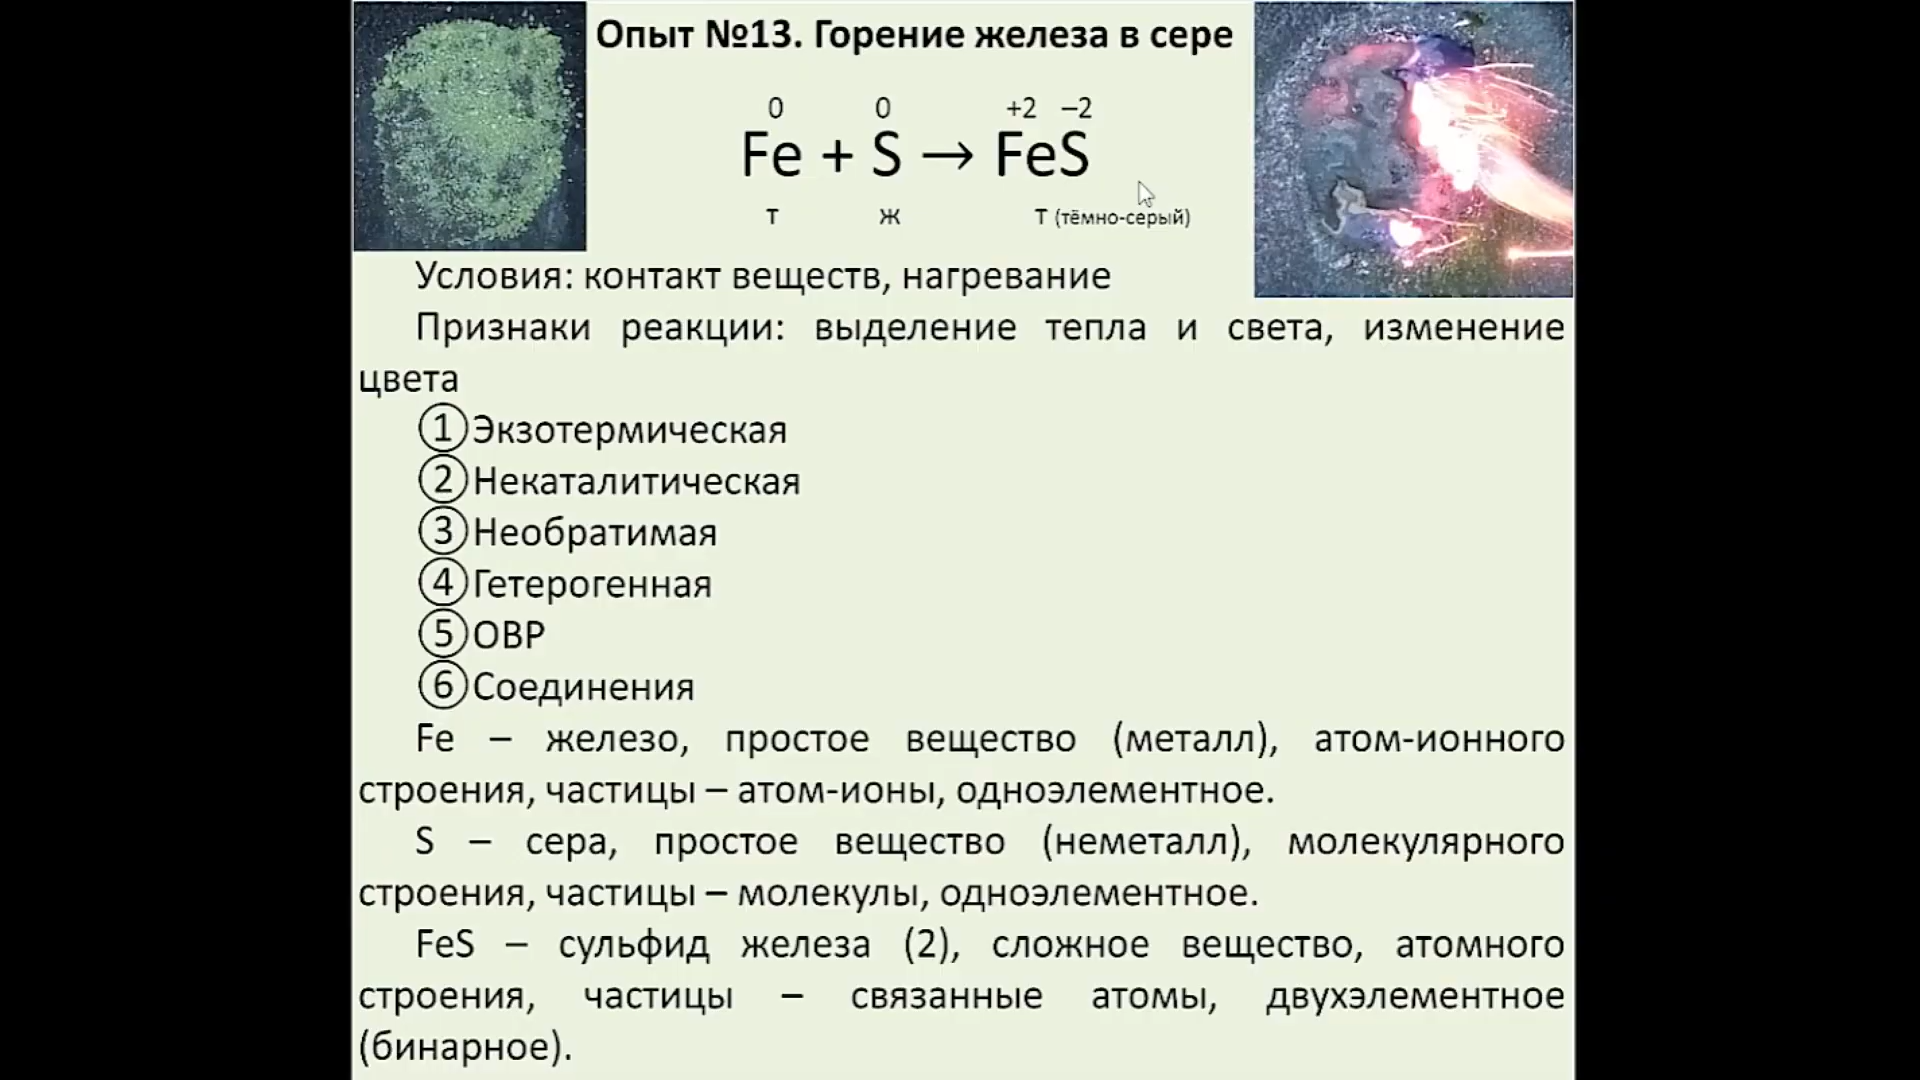 Опыт №13. Горение железа в сере
0 0 +2 –2
Fe + S → FeS
т ж т (тёмно-серый)
Условия: контакт веществ, нагревание
Признаки реакции: выделение тепла и света, изменение
цвета
① Экзотермическая
② Некаталитическая
③ Необратимая
④ Гетерогенная
⑤ ОВР
⑥ Соединения
Fe – железо, простое вещество (металл), атом-ионного
строения, частицы – атом-ионы, одноэлементное.
S – сера, простое вещество (неметалл), молекулярного
строения, частицы – молекулы, одноэлементное.
FeS – сульфид железа (2), сложное вещество, атомного
строения, частицы – связанные атомы, двухэлементное
(бинарное).